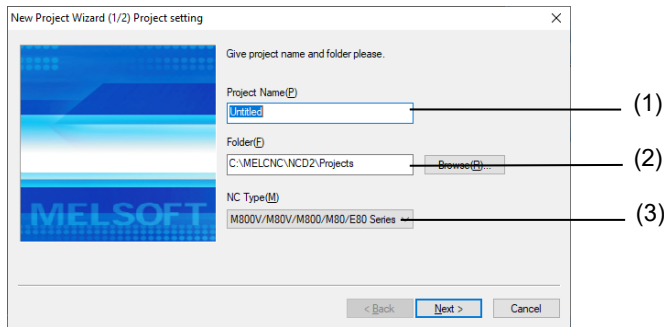 New Project Wizard (1/2) Project setting
Give project name and folder please.
Project Name(P)
Untitled
(1)
Folder(F)
C:\MELCNC\NCD2\Projects
Browse(R)...
(2)
NC Type(M)
M800V/M80V/M800/M80/E80 Series
(3)
MELSOFT
< Back
Next >
Cancel